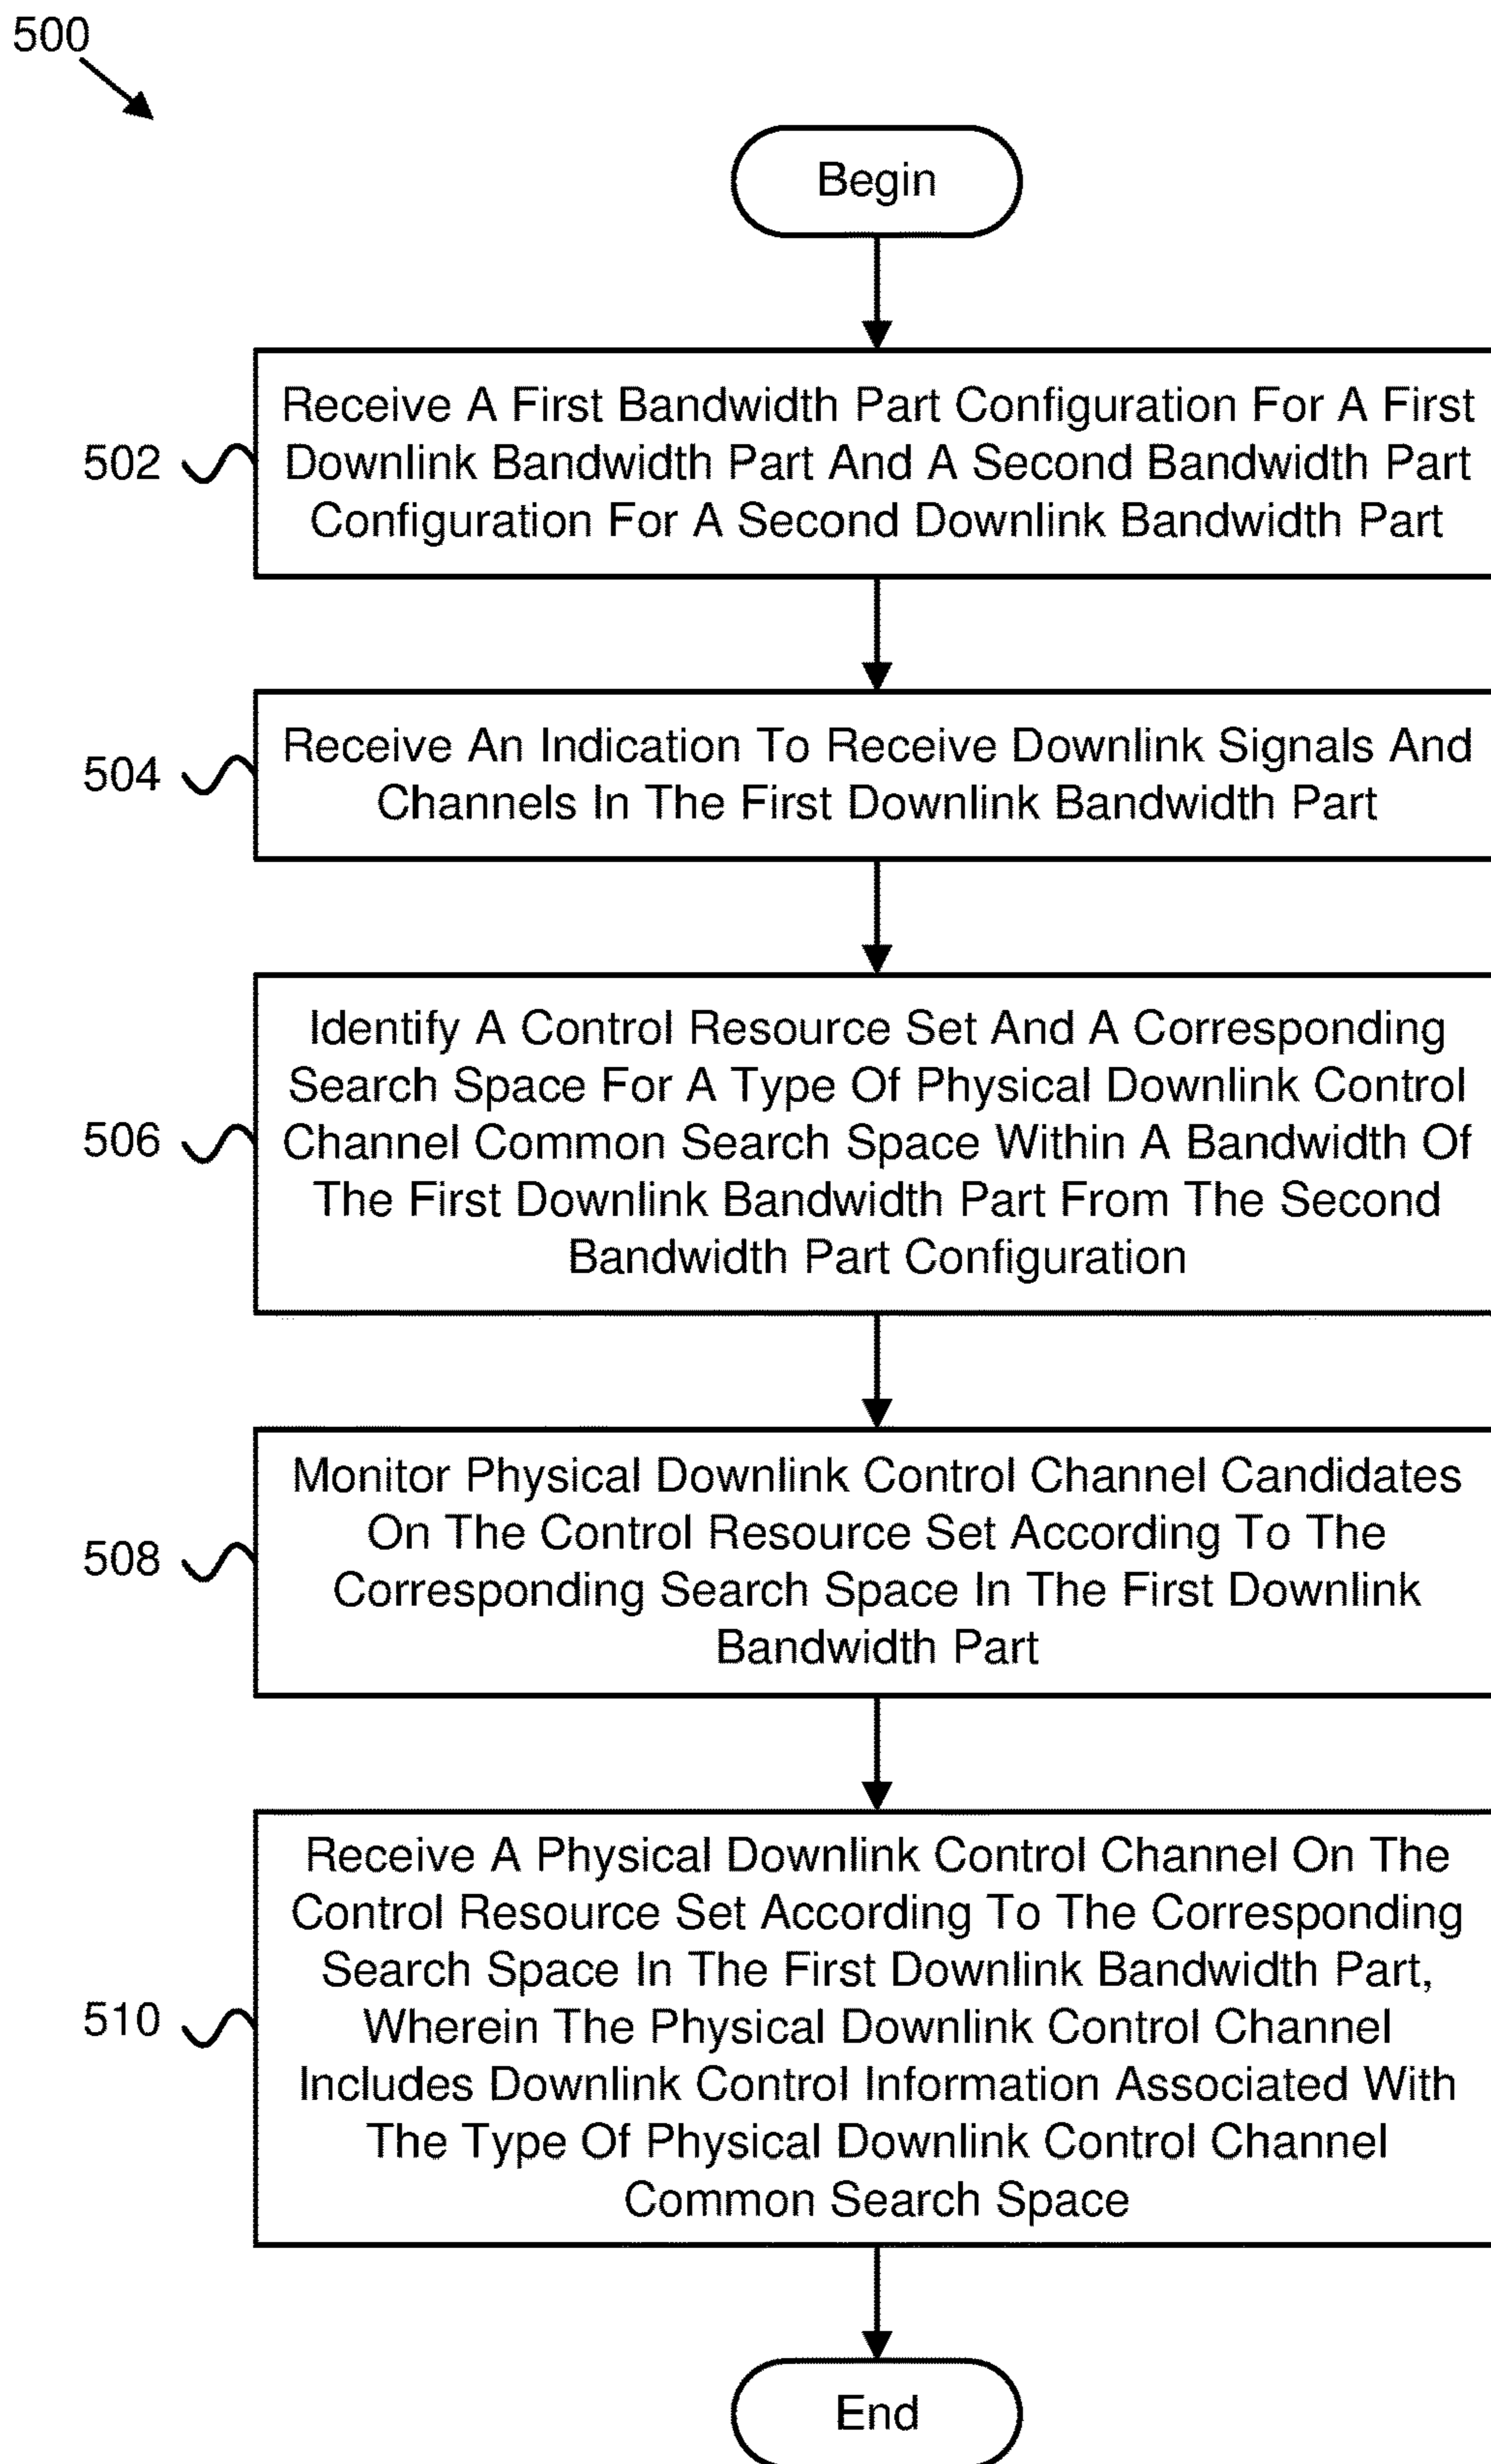 500
Begin
502
Receive A First Bandwidth Part Configuration For A First
Downlink Bandwidth Part And A Second Bandwidth Part
Configuration For A Second Downlink Bandwidth Part
504
Receive An Indication To Receive Downlink Signals And
Channels In The First Downlink Bandwidth Part
506
Identify A Control Resource Set And A Corresponding
Search Space For A Type Of Physical Downlink Control
Channel Common Search Space Within A Bandwidth Of
The First Downlink Bandwidth Part From The Second
Bandwidth Part Configuration
508
Monitor Physical Downlink Control Channel Candidates
On The Control Resource Set According To The
Corresponding Search Space In The First Downlink
Bandwidth Part
510
Receive A Physical Downlink Control Channel On The
Control Resource Set According To The Corresponding
Search Space In The First Downlink Bandwidth Part,
Wherein The Physical Downlink Control Channel
Includes Downlink Control Information Associated With
The Type Of Physical Downlink Control Channel
Common Search Space
End